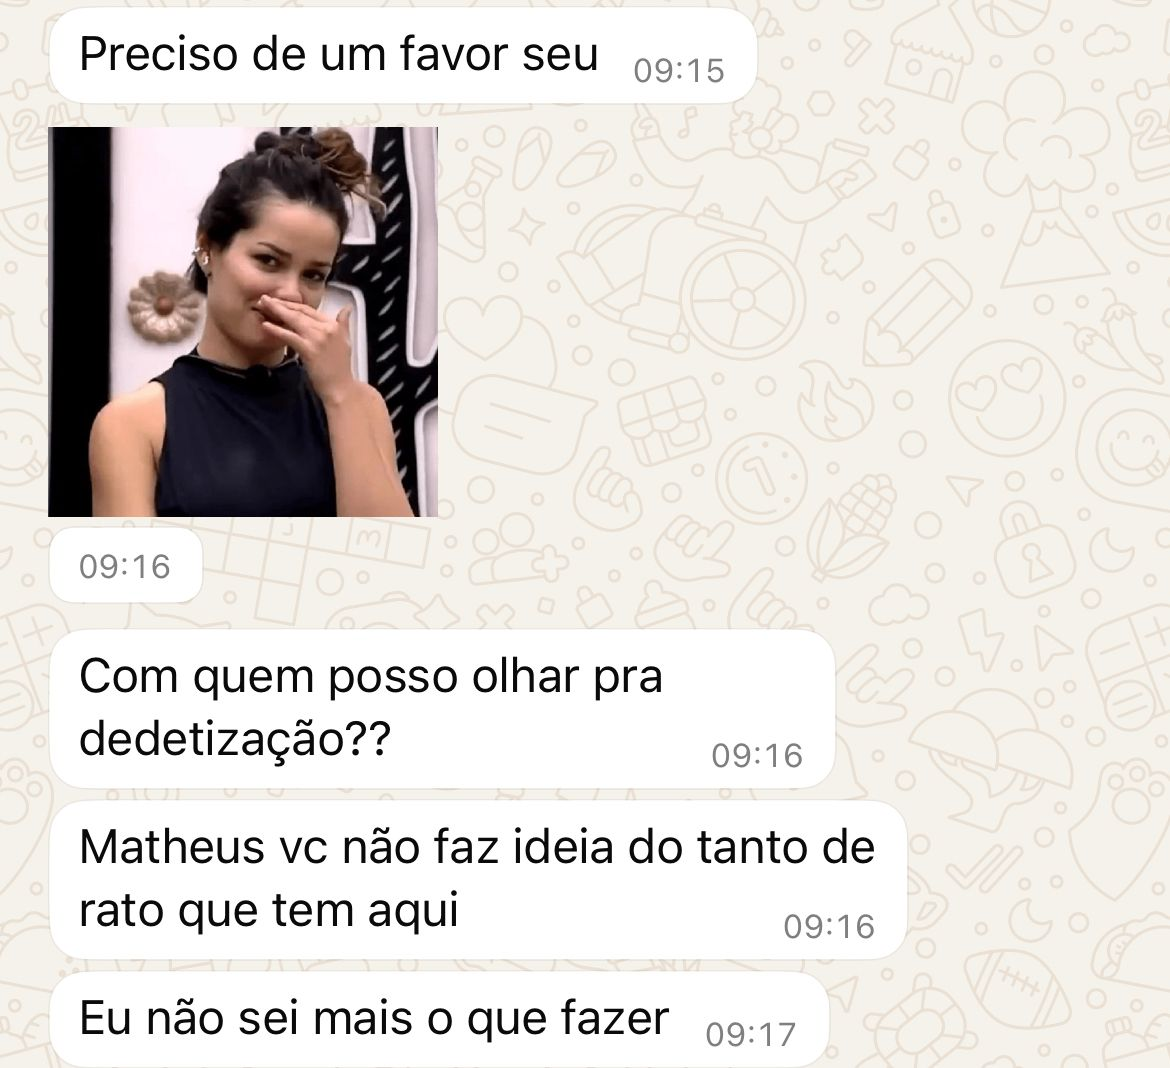 Preciso de um favor seu 09:15
09:16
Com quem posso olhar pra
dedetização?? 09:16
Matheus vc não faz ideia do tanto de
rato que tem aqui 09:16
Eu não sei mais o que fazer 09:17